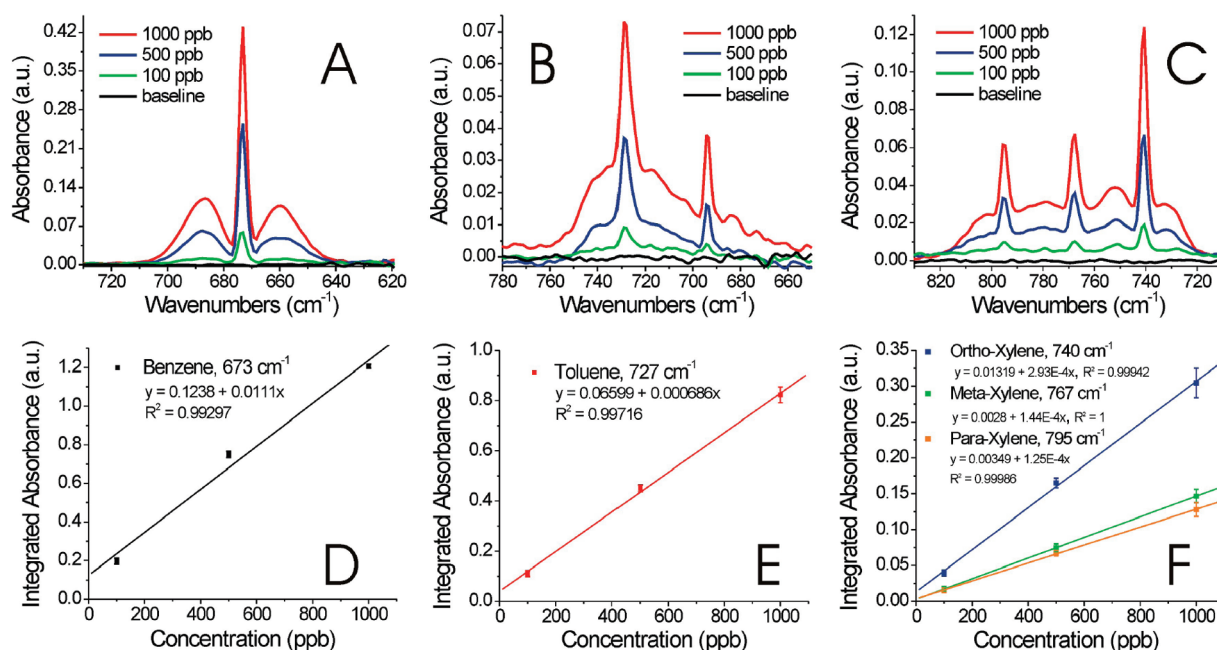 A
1000 ppb
500 ppb
100 ppb
baseline
Absorbance (a.u.)
0.42
0.35
0.28
0.21
0.14
0.07
0.00
720 700 680 660 640 620
Wavenumbers (cm-1)
B
1000 ppb
500 ppb
100 ppb
baseline
Absorbance (a.u.)
0.07
0.06
0.05
0.04
0.03
0.02
0.01
0.00
780 760 740 720 700 680 660
Wavenumbers (cm-1)
C
1000 ppb
500 ppb
100 ppb
baseline
Absorbance (a.u.)
0.12
0.10
0.08
0.06
0.04
0.02
0.00
820 800 780 760 740 720
Wavenumbers (cm-1)
D
Benzene, 673 cm-1
y = 0.1238 + 0.0111x
R2 = 0.99297
Integrated Absorbance (a.u.)
1.2
1.0
0.8
0.6
0.4
0.2
0.0
0 200 400 600 800 1000
Concentration (ppb)
E
Toluene, 727 cm-1
y = 0.06599 + 0.000686x
R2 = 0.99716
Integrated Absorbance (a.u.)
1.0
0.8
0.6
0.4
0.2
0.0
0 200 400 600 800 1000
Concentration (ppb)
F
Ortho-Xylene, 740 cm-1
y = 0.01319 + 2.93E-4x, R2 = 0.99942
Meta-Xylene, 767 cm-1
y = 0.0028 + 1.44E-4x, R2 = 1
Para-Xylene, 795 cm-1
y = 0.00349 + 1.25E-4x
R2 = 0.99986
Integrated Absorbance (a.u.)
0.35
0.30
0.25
0.20
0.15
0.10
0.05
0.00
0 200 400 600 800 1000
Concentration (ppb)